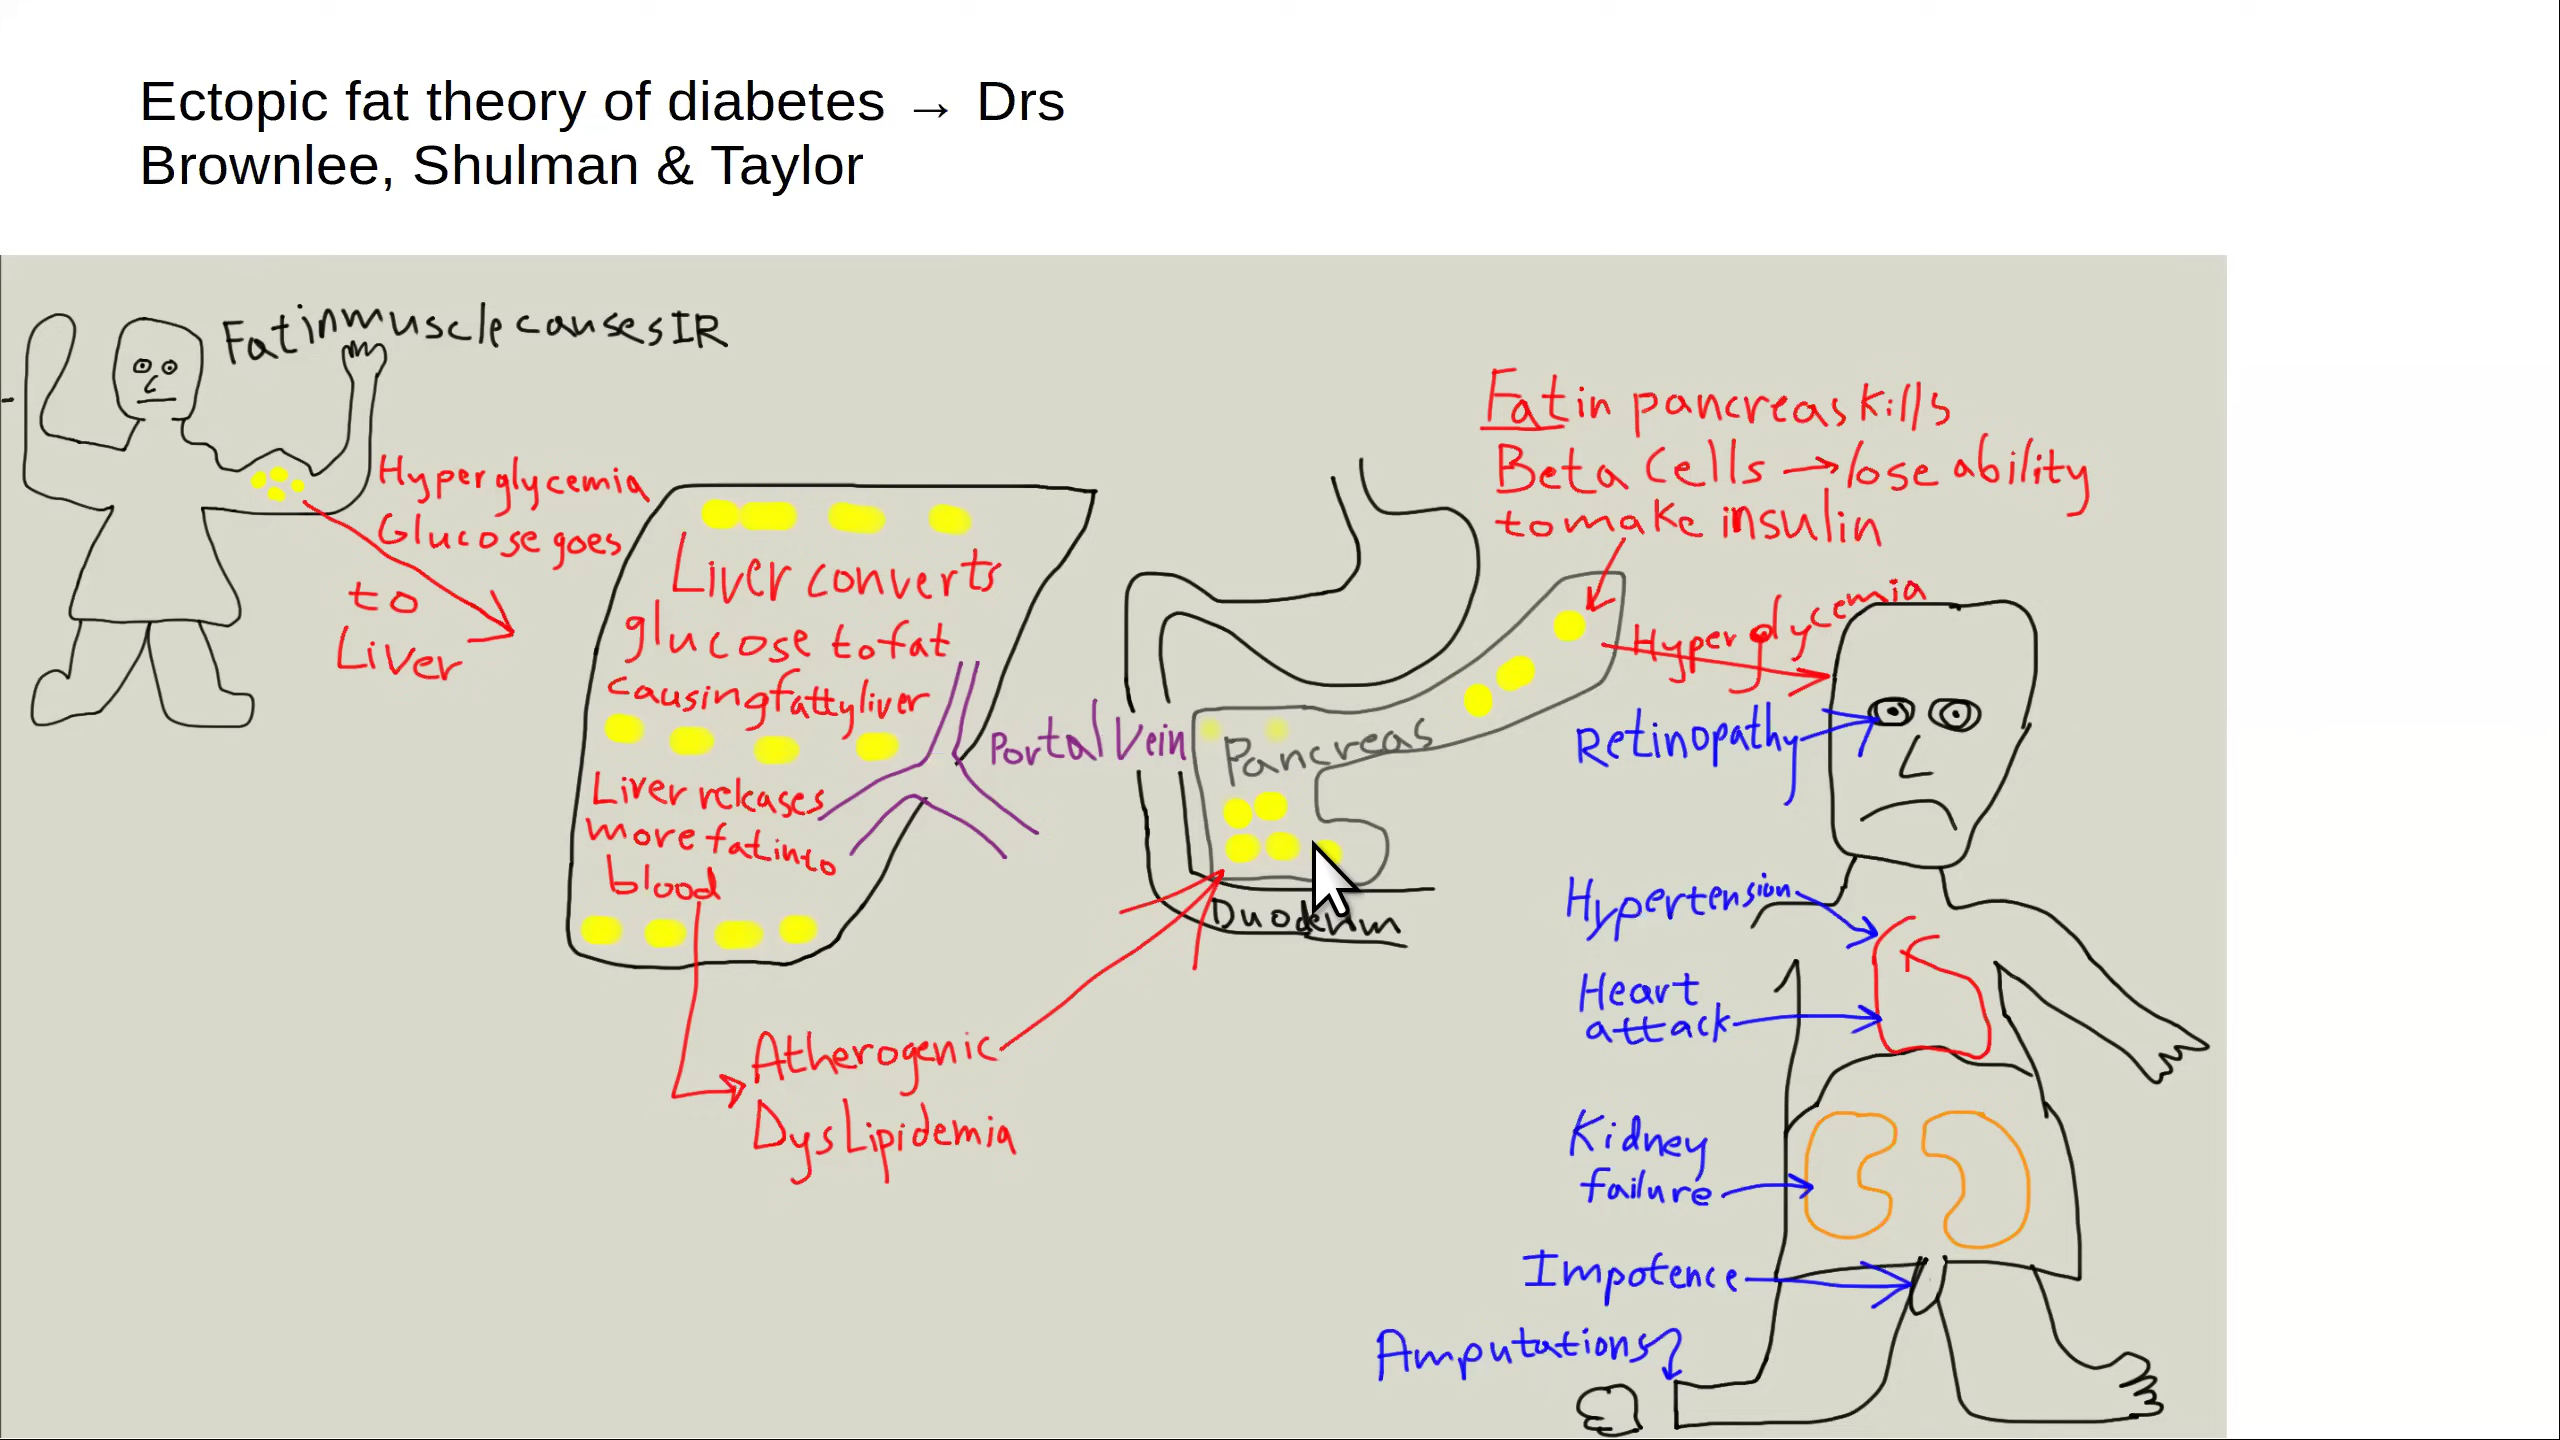 Ectopic fat theory of diabetes → Drs
Brownlee, Shulman & Taylor
Fat in muscle causes IR
Hyperglycemia
Glucose goes
to
Liver
Liver converts
glucose to fat
causing fatty liver
Liver releases
more fat into
blood
Portal Vein
Atherogenic
DysLipidemia
Pancreas
Duodenum
Fat in pancreas kills
Beta Cells → lose ability
to make insulin
Hyperglycemia
Retinopathy
Hypertension
Heart
attack
Kidney
failure
Impotence
Amputations